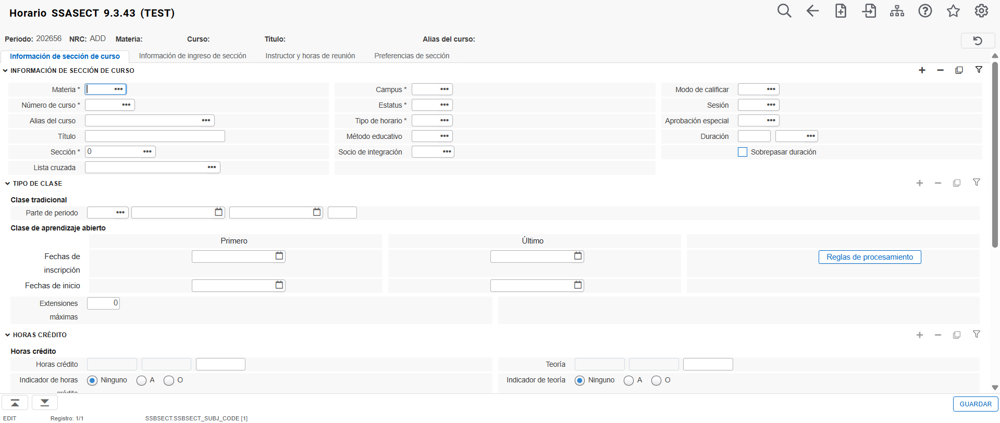 Horario SSASECT 9.3.43 (TEST)
Periodo: 202656 NRC: ADD Materia: Curso: Título: Alias del curso:
Información de sección de curso Información de ingreso de sección Instructor y horas de reunión Preferencias de sección
INFORMACIÓN DE SECCIÓN DE CURSO
Materia * Campus * Modo de calificar
Número de curso * Estatus * Sesión
Alias del curso Tipo de horario * Aprobación especial
Título Método educativo Duración
Sección * 0 Socio de integración Sobrepasar duración
Lista cruzada
TIPO DE CLASE
Clase tradicional
Parte de periodo
Clase de aprendizaje abierto
Primero Último
Fechas de Reglas de procesamiento
inscripción
Fechas de inicio
Extensiones 0
máximas
HORAS CRÉDITO
Horas crédito
Horas crédito Teoría
Indicador de horas Ninguno A O Indicador de teoría Ninguno A O
crédito
GUARDAR
EDIT Registro: 1/1 SSBSECT.SSBSECT_SUBJ_CODE [1]